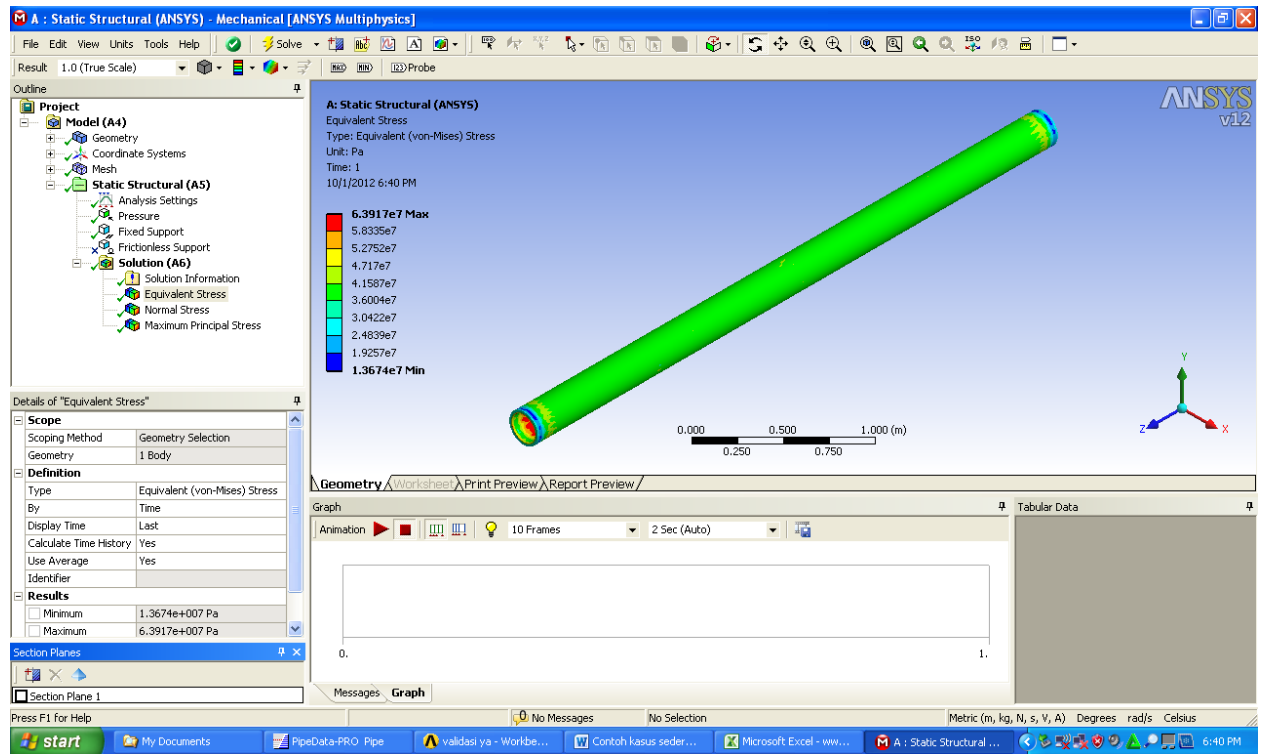 A : Static Structural (ANSYS) - Mechanical [ANSYS Multiphysics]
File Edit View Units Tools Help Solve
Result 1.0 (True Scale) MAX MIN 123 Probe
Outline
Project
Model (A4)
Geometry
Coordinate Systems
Mesh
Static Structural (A5)
Analysis Settings
Pressure
Fixed Support
Frictionless Support
Solution (A6)
Solution Information
Equivalent Stress
Normal Stress
Maximum Principal Stress
Details of "Equivalent Stress"
Scope
Scoping Method Geometry Selection
Geometry 1 Body
Definition
Type Equivalent (von-Mises) Stress
By Time
Display Time Last
Calculate Time History Yes
Use Average Yes
Identifier
Results
Minimum 1.3674e+007 Pa
Maximum 6.3917e+007 Pa
Section Planes
Section Plane 1
A: Static Structural (ANSYS)
Equivalent Stress
Type: Equivalent (von-Mises) Stress
Unit: Pa
Time: 1
10/1/2012 6:40 PM
6.3917e7 Max
5.8335e7
5.2752e7
4.717e7
4.1587e7
3.6004e7
3.0422e7
2.4839e7
1.9257e7
1.3674e7 Min
ANSYS
v12
0.000 0.500 1.000 (m)
0.250 0.750
Y
Z X
Geometry Worksheet Print Preview Report Preview
Graph
Animation 10 Frames 2 Sec (Auto)
0. 1.
Messages Graph
Tabular Data
Press F1 for Help No Messages No Selection Metric (m, kg, N, s, V, A) Degrees rad/s Celsius
start My Documents PipeData-PRO Pipe validasi ya - Workbe... Contoh kasus seder... Microsoft Excel - ww... A : Static Structural ... 6:40 PM